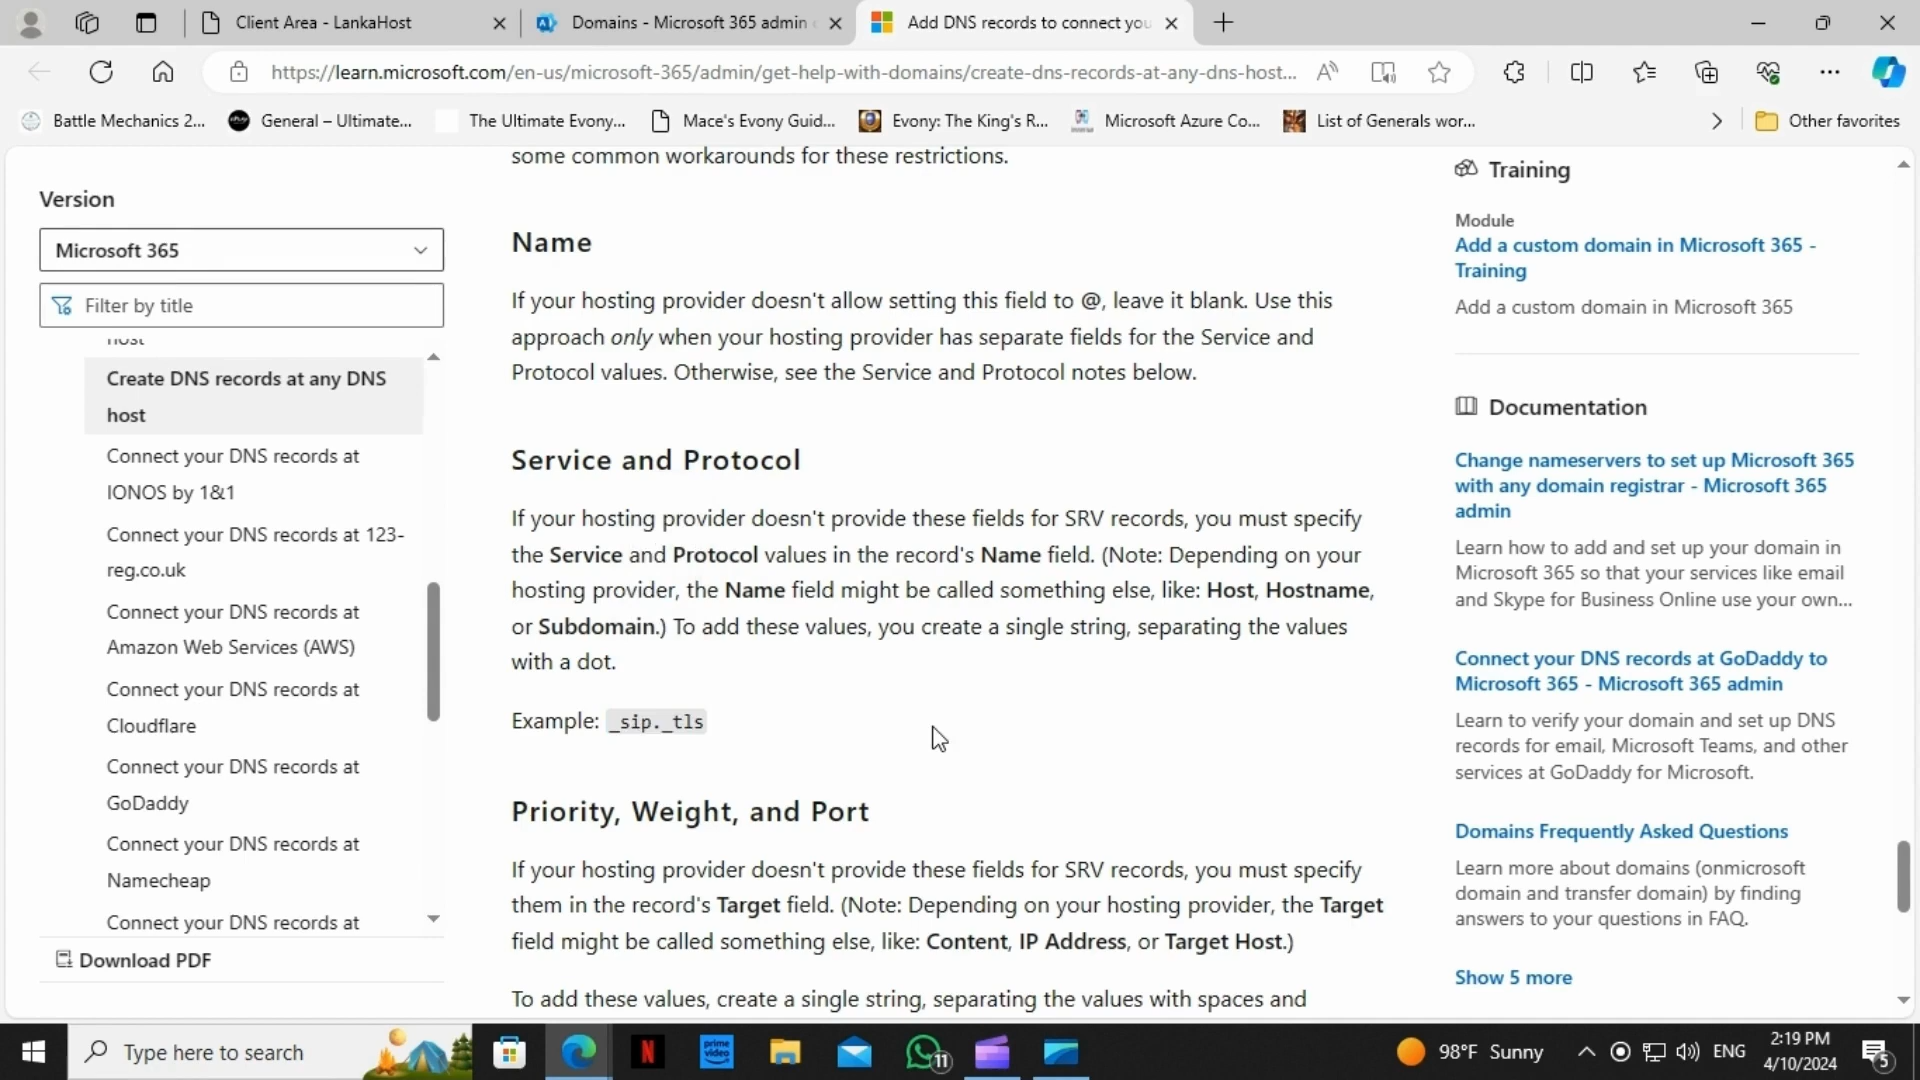 Client Area - LankaHost
Domains - Microsoft 365 admin
Add DNS records to connect you
https://learn.microsoft.com/en-us/microsoft-365/admin/get-help-with-domains/create-dns-records-at-any-dns-host...
Battle Mechanics 2...
General – Ultimate...
The Ultimate Evony...
Mace's Evony Guid...
Evony: The King's R...
Microsoft Azure Co...
List of Generals wor...
Other favorites
Version
Microsoft 365
Filter by title
host
Create DNS records at any DNS
host
Connect your DNS records at
IONOS by 1&1
Connect your DNS records at 123-
reg.co.uk
Connect your DNS records at
Amazon Web Services (AWS)
Connect your DNS records at
Cloudflare
Connect your DNS records at
GoDaddy
Connect your DNS records at
Namecheap
Connect your DNS records at
Download PDF
some common workarounds for these restrictions.
Name
If your hosting provider doesn't allow setting this field to @, leave it blank. Use this
approach only when your hosting provider has separate fields for the Service and
Protocol values. Otherwise, see the Service and Protocol notes below.
Service and Protocol
If your hosting provider doesn't provide these fields for SRV records, you must specify
the Service and Protocol values in the record's Name field. (Note: Depending on your
hosting provider, the Name field might be called something else, like: Host, Hostname,
or Subdomain.) To add these values, you create a single string, separating the values
with a dot.
Example: _sip._tls
Priority, Weight, and Port
If your hosting provider doesn't provide these fields for SRV records, you must specify
them in the record's Target field. (Note: Depending on your hosting provider, the Target
field might be called something else, like: Content, IP Address, or Target Host.)
To add these values, create a single string, separating the values with spaces and
Training
Module
Add a custom domain in Microsoft 365 -
Training
Add a custom domain in Microsoft 365
Documentation
Change nameservers to set up Microsoft 365
with any domain registrar - Microsoft 365
admin
Learn how to add and set up your domain in
Microsoft 365 so that your services like email
and Skype for Business Online use your own...
Connect your DNS records at GoDaddy to
Microsoft 365 - Microsoft 365 admin
Learn to verify your domain and set up DNS
records for email, Microsoft Teams, and other
services at GoDaddy for Microsoft.
Domains Frequently Asked Questions
Learn more about domains (onmicrosoft
domain and transfer domain) by finding
answers to your questions in FAQ.
Show 5 more
Type here to search
prime video
11
98°F Sunny
ENG
2:19 PM
4/10/2024
5